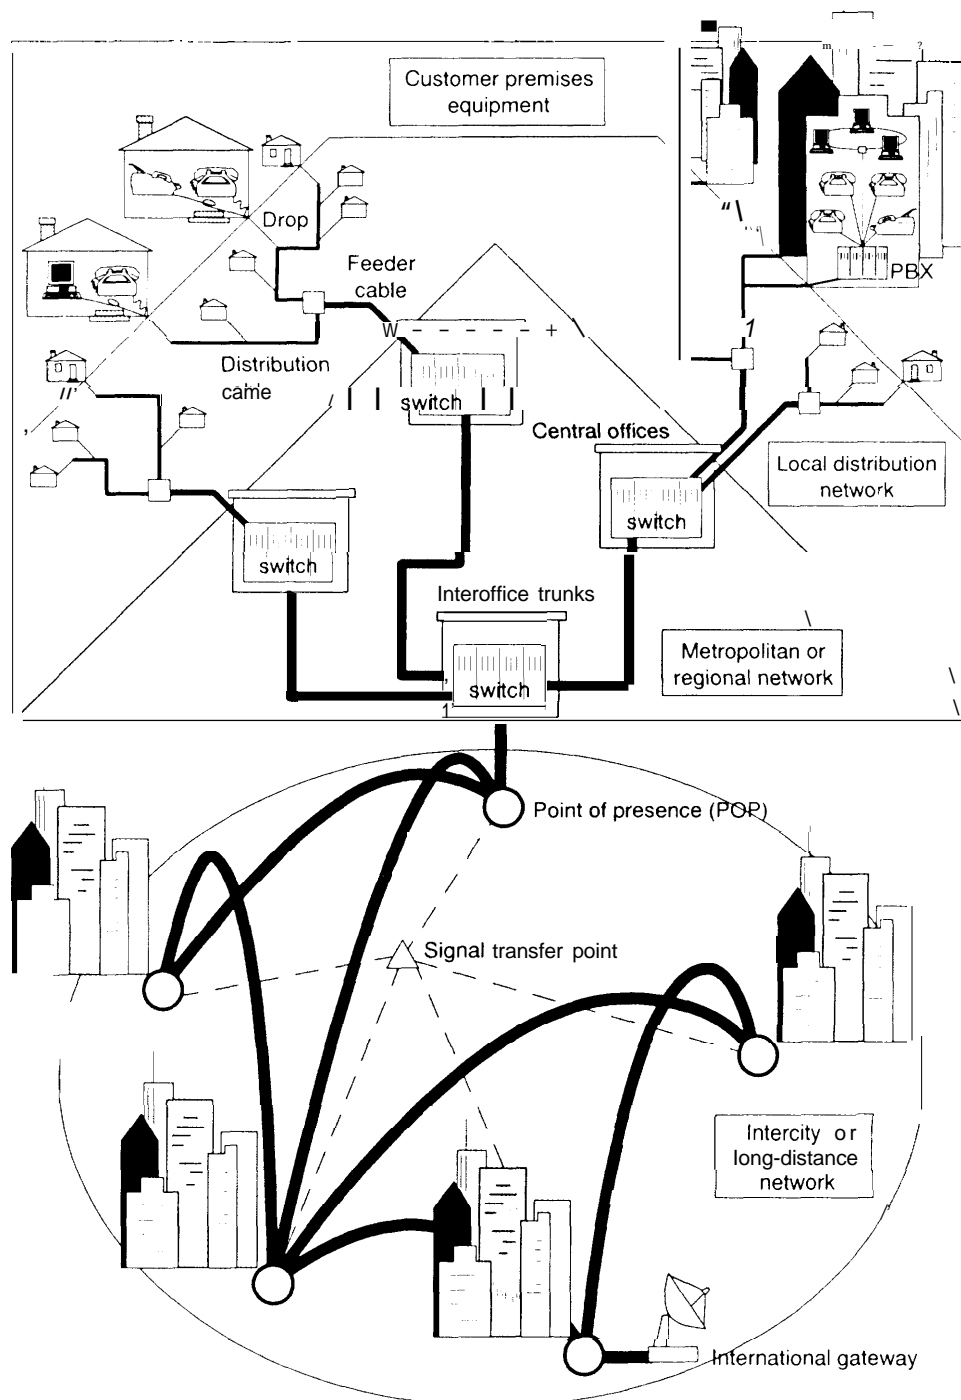 Customer premises
equipment
Drop
Feeder
cable
PBX
Distribution
came
switch
Central offices
Local distribution
network
switch
switch
Interoffice trunks
Metropolitan or
regional network
switch
Point of presence (POP)
Signal transfer point
Intercity or
long-distance
network
International gateway